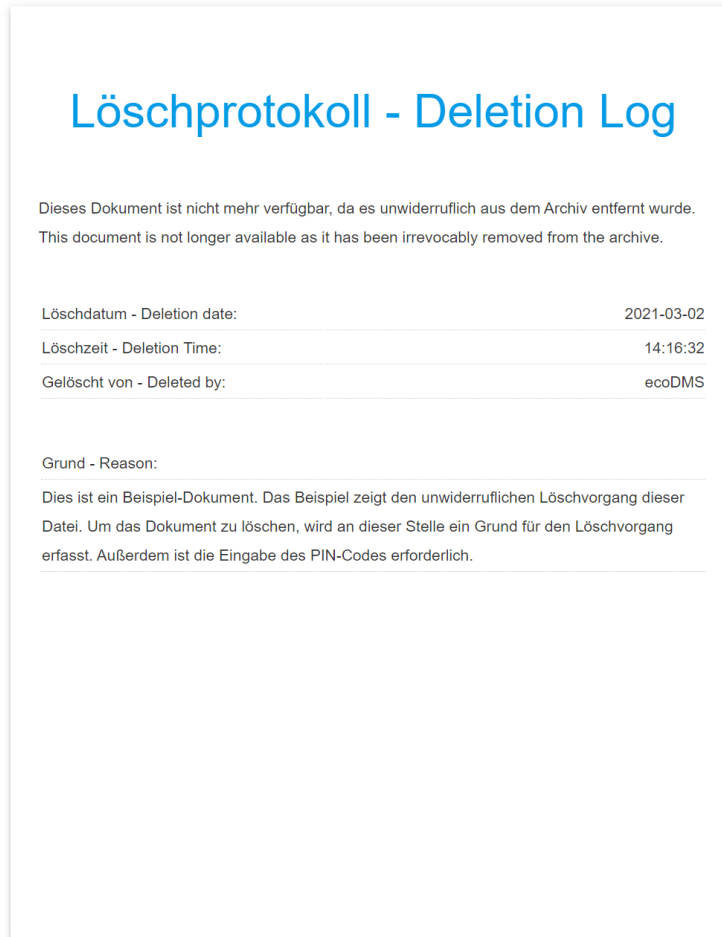 Löschprotokoll - Deletion Log
Dieses Dokument ist nicht mehr verfügbar, da es unwiderruflich aus dem Archiv entfernt wurde.
This document is not longer available as it has been irrevocably removed from the archive.
Löschdatum - Deletion date: 2021-03-02
Löschzeit - Deletion Time: 14:16:32
Gelöscht von - Deleted by: ecoDMS
Grund - Reason:
Dies ist ein Beispiel-Dokument. Das Beispiel zeigt den unwiderruflichen Löschvorgang dieser
Datei. Um das Dokument zu löschen, wird an dieser Stelle ein Grund für den Löschvorgang
erfasst. Außerdem ist die Eingabe des PIN-Codes erforderlich.